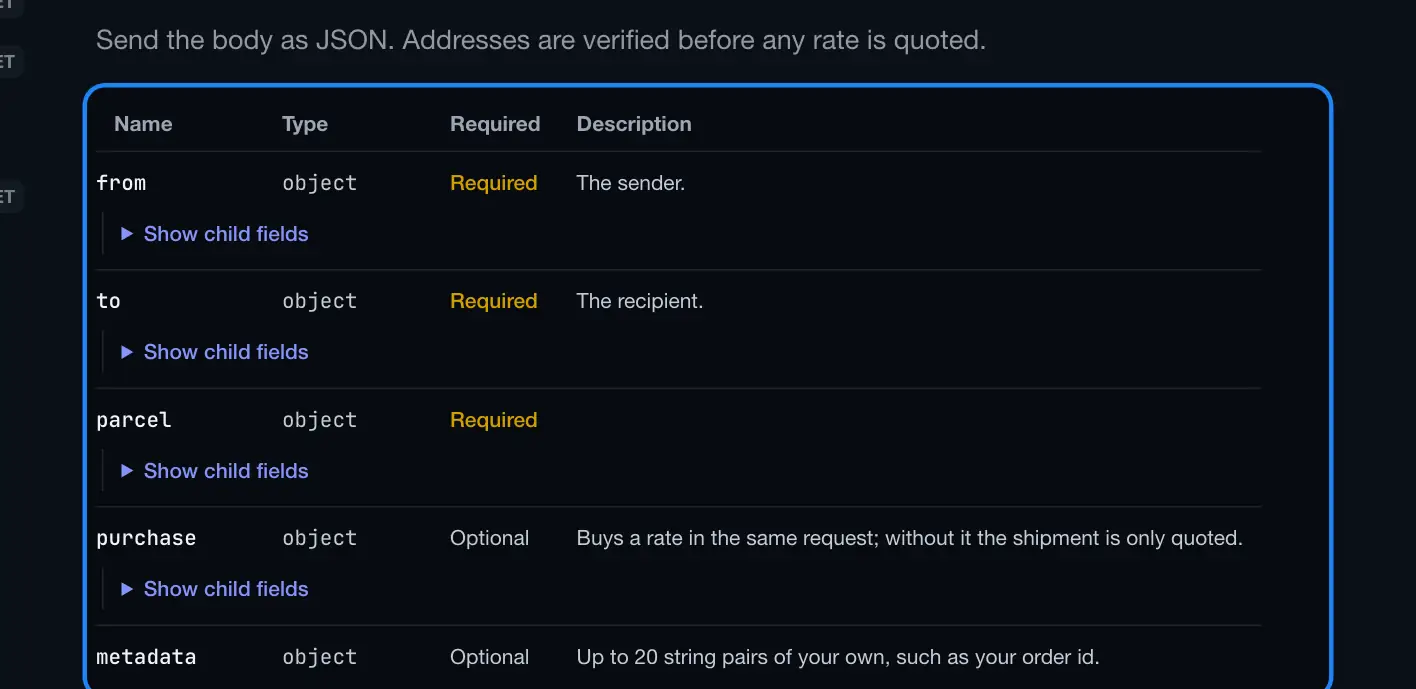 ET
Send the body as JSON. Addresses are verified before any rate is quoted.
ET
Name Type Required Description
from object Required The sender.
ET
▶ Show child fields
to object Required The recipient.
▶ Show child fields
parcel object Required
▶ Show child fields
purchase object Optional Buys a rate in the same request; without it the shipment is only quoted.
▶ Show child fields
metadata object Optional Up to 20 string pairs of your own, such as your order id.